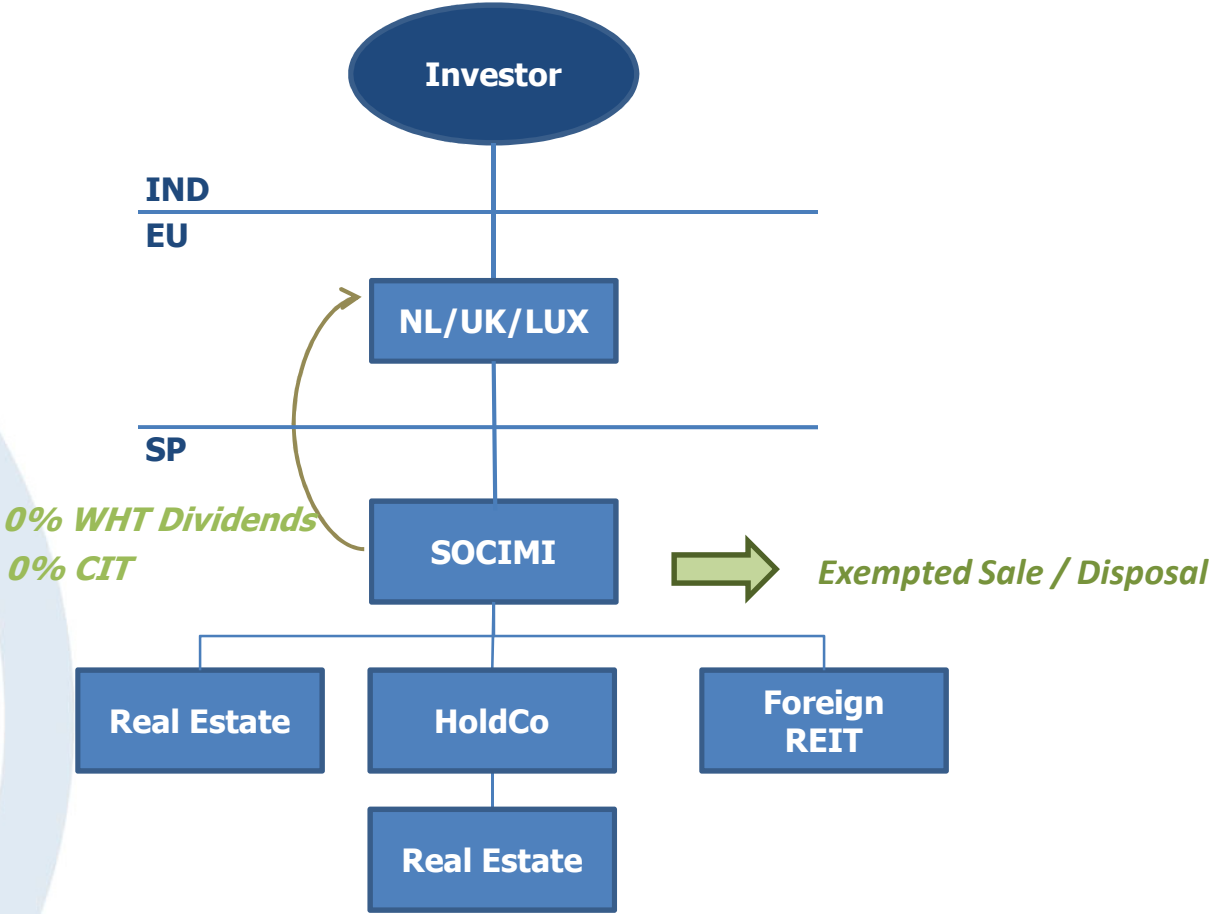 Investor
IND
EU
NL/UK/LUX
SP
0% WHT Dividends
0% CIT
SOCIMI
Exempted Sale / Disposal
Real Estate
HoldCo
Foreign
REIT
Real Estate